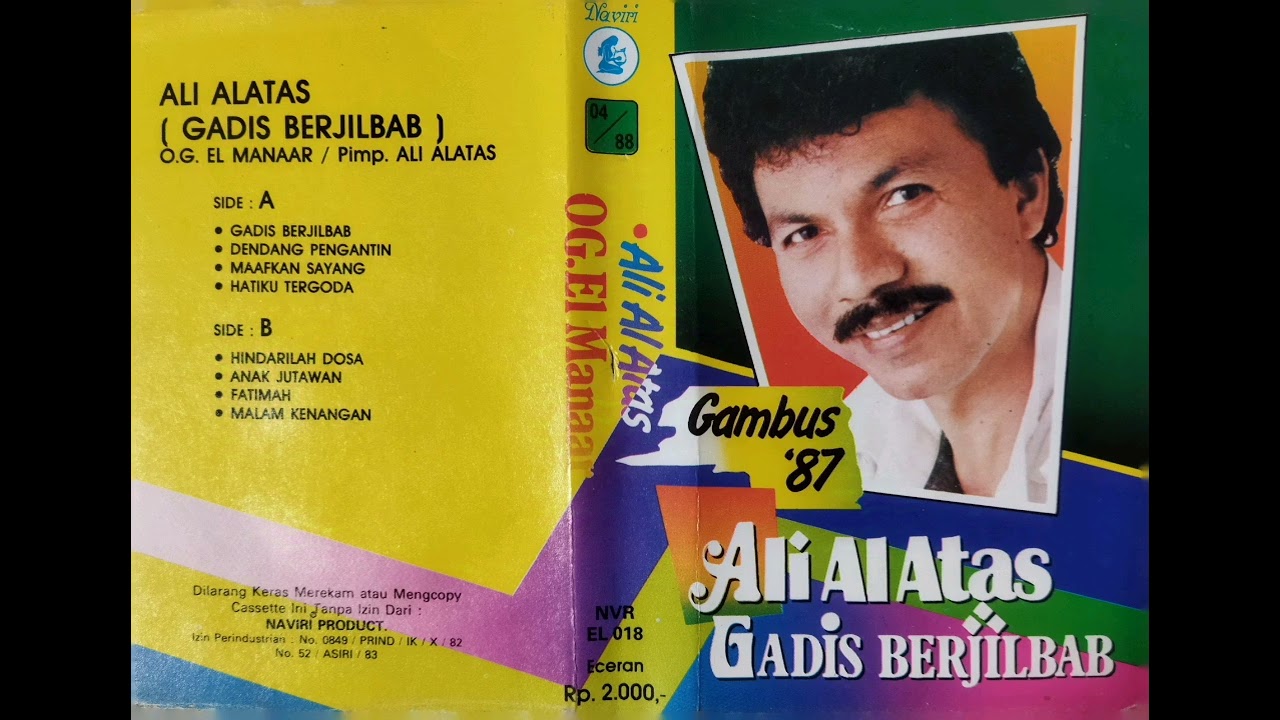 ALI ALATAS
( GADIS BERJILBAB )
O.G. EL MANAAR / Pimp. ALI ALATAS
SIDE : A
• GADIS BERJILBAB
• DENDANG PENGANTIN
• MAAFKAN SAYANG
• HATIKU TERGODA
SIDE : B
• HINDARILAH DOSA
• ANAK JUTAWAN
• FATIMAH
• MALAM KENANGAN
Dilarang Keras Merekam atau Mengcopy
Cassette Ini Tanpa Izin Dari :
NAVIRI PRODUCT.
Izin Perindustrian : No. 0849 / PRIND / IK / X / 82
No. 52 / ASIRI / 83
Naviri
04/88
• Ali Al Atas
OG. El Manaar
NVR
EL 018
Eceran
Rp. 2.000,-
Gambus
'87
Ali Al Atas
GADIS BERJILBAB